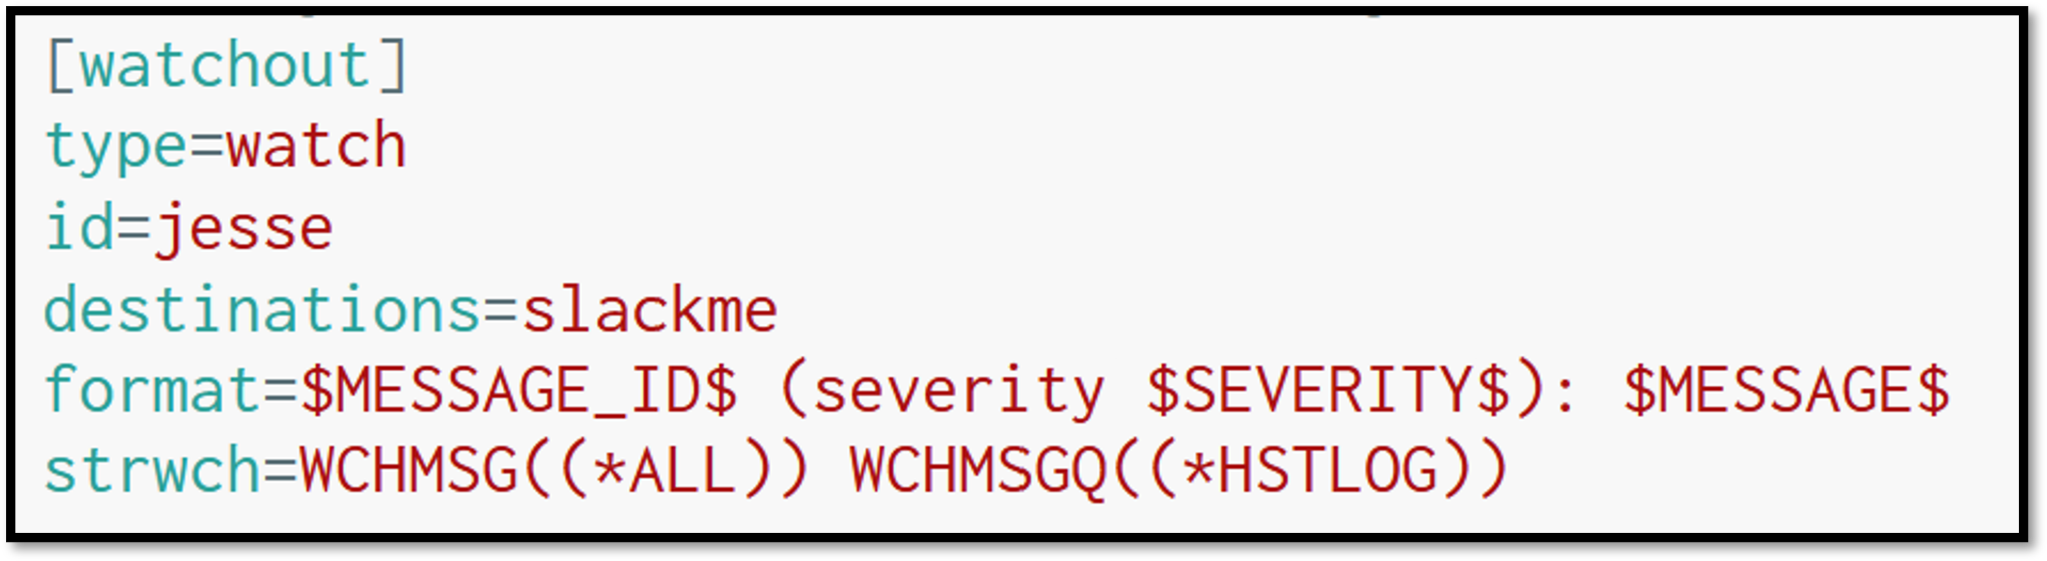 [watchout]
type=watch
id=jesse
destinations=slackme
format=$MESSAGE_ID$ (severity $SEVERITY$): $MESSAGE$
strwch=WCHMSG((*ALL)) WCHMSGQ((*HSTLOG))